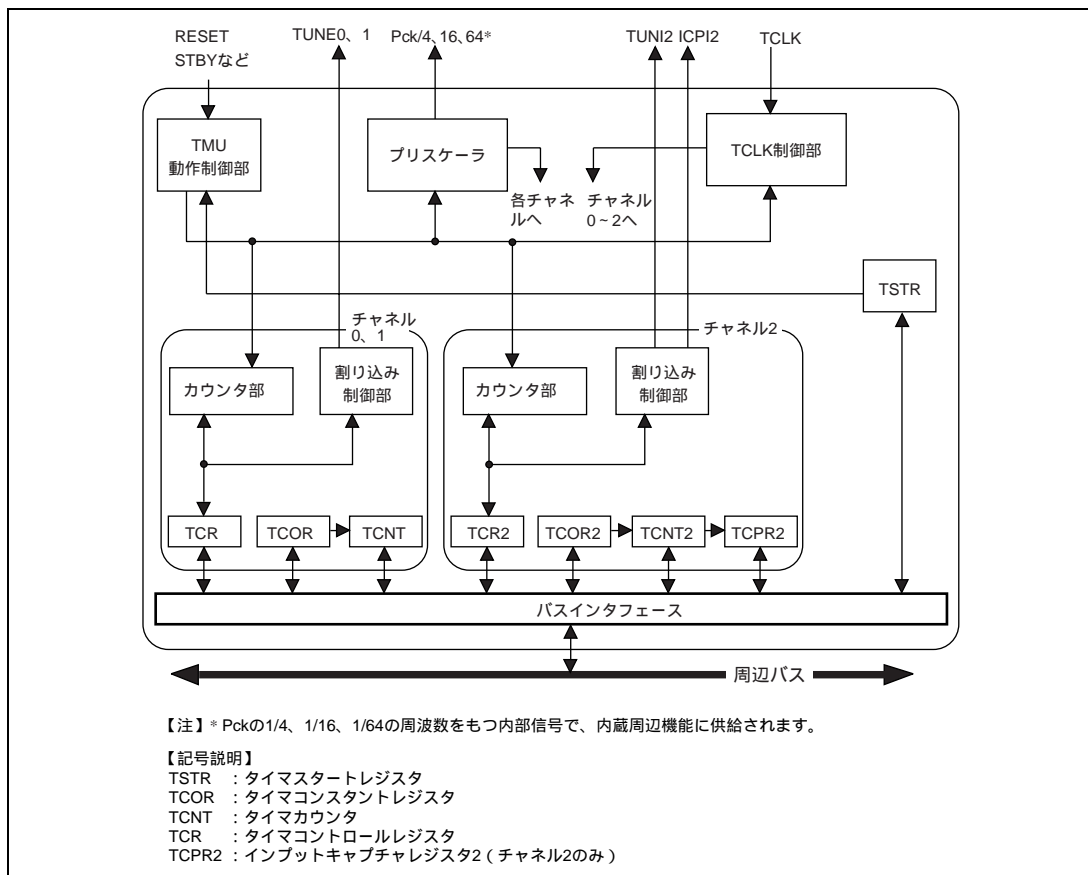 RESET
STBYなど
TUNE0、1
Pck/4、16、64*
TUNI2 ICPI2
TCLK
TMU
動作制御部
プリスケーラ
TCLK制御部
各チャネ
ルへ
チャネル
0~2へ
TSTR
チャネル
0、1
チャネル2
カウンタ部
割り込み
制御部
カウンタ部
割り込み
制御部
TCR
TCOR
TCNT
TCR2
TCOR2
TCNT2
TCPR2
バスインタフェース
周辺バス
【注】* Pckの1/4、1/16、1/64の周波数をもつ内部信号で、内蔵周辺機能に供給されます。
【記号説明】
TSTR :タイマスタートレジスタ
TCOR :タイマコンスタントレジスタ
TCNT :タイマカウンタ
TCR :タイマコントロールレジスタ
TCPR2 :インプットキャプチャレジスタ2(チャネル2のみ)